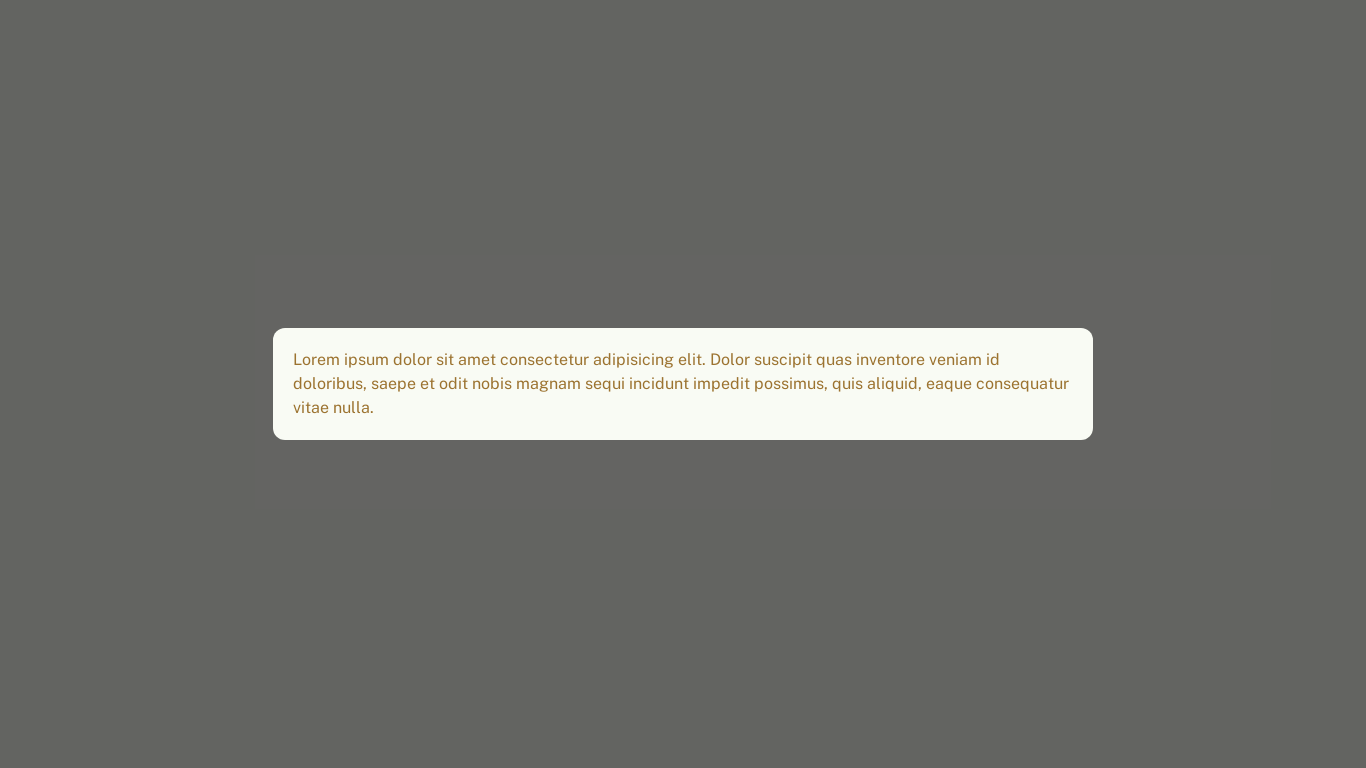 Lorem ipsum dolor sit amet consectetur adipisicing elit. Dolor suscipit quas inventore veniam id
doloribus, saepe et odit nobis magnam sequi incidunt impedit possimus, quis aliquid, eaque consequatur
vitae nulla.